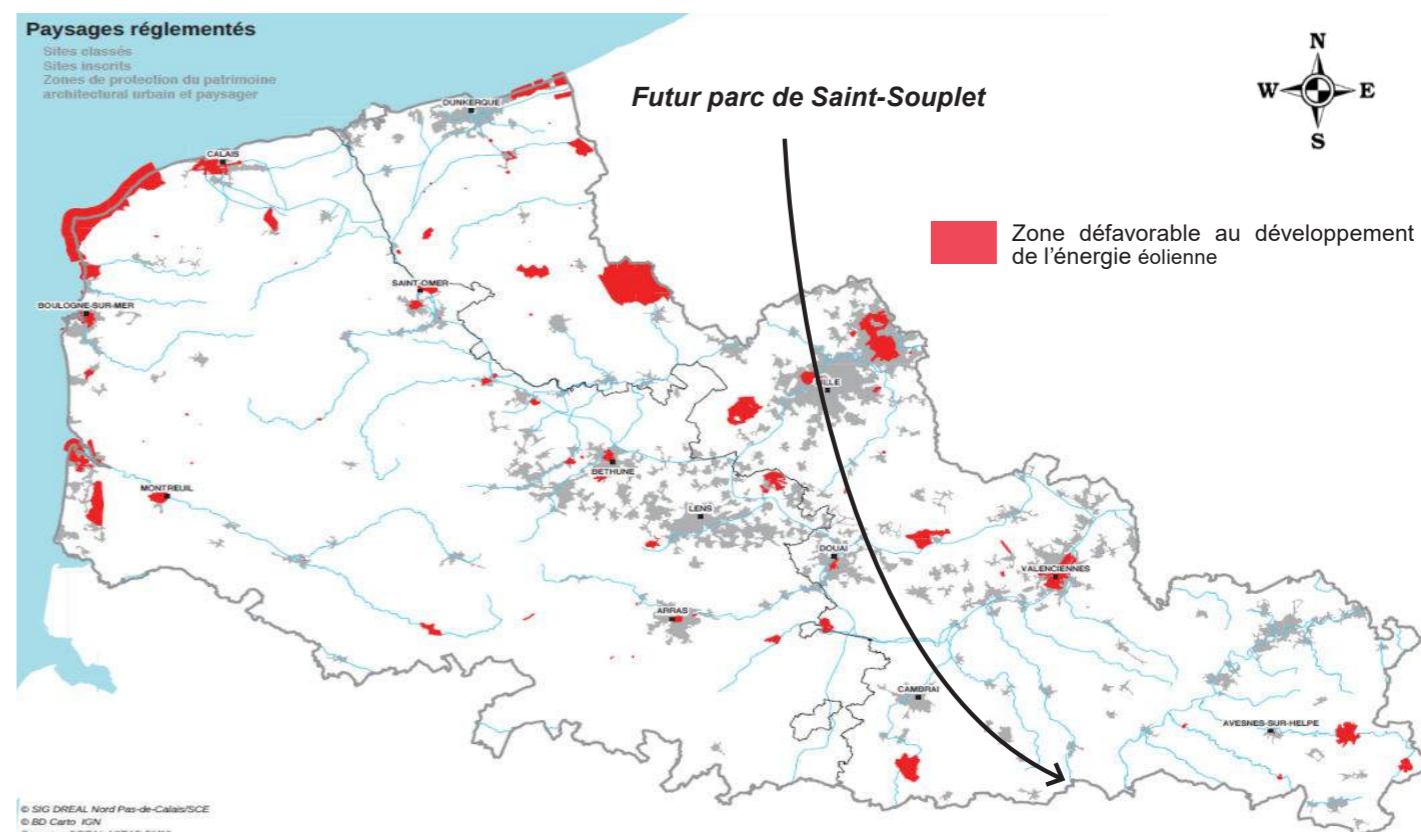 Paysages réglementés
Sites classés
Sites inscrits
Zones de protection du patrimoine
architectural urbain et paysager
Futur parc de Saint-Souplet
N
W
E
S
Zone défavorable au développement
de l'énergie éolienne
DUNKERQUE
CALAIS
SAINT-OMER
BOULOGNE-SUR-MER
BETHUNE
MONTREUIL
LENS
DOUAI
VALENCIENNES
ARRAS
CAMBRAI
AVESNES-SUR-HELPE
© SIG DREAL Nord Pas-de-Calais/SCE
© BD Carto IGN